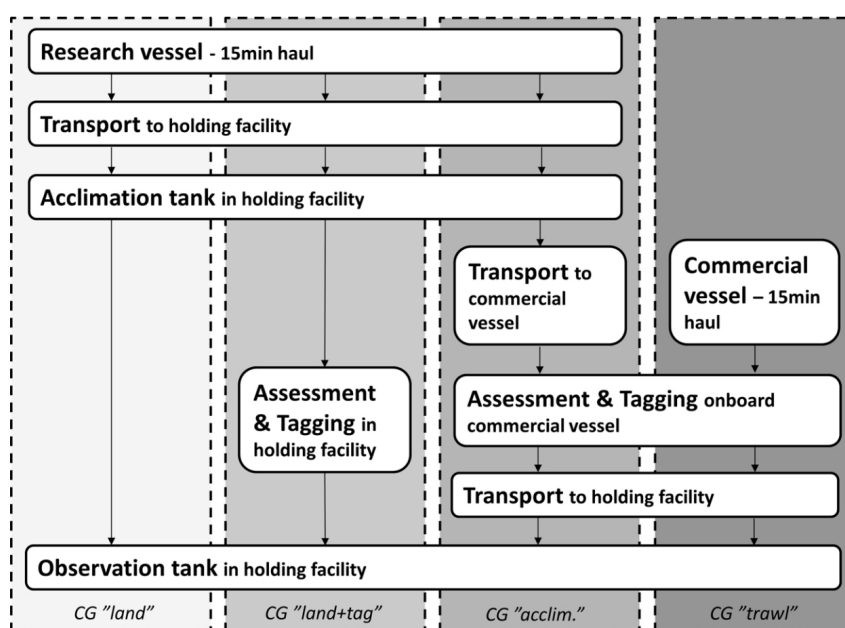 Research vessel - 15min haul
Transport to holding facility
Acclimation tank in holding facility
Transport to
commercial
vessel
Commercial
vessel – 15min
haul
Assessment
& Tagging in
holding facility
Assessment & Tagging onboard
commercial vessel
Transport to holding facility
Observation tank in holding facility
CG ”land”
CG ”land+tag”
CG ”acclim.”
CG ”trawl”